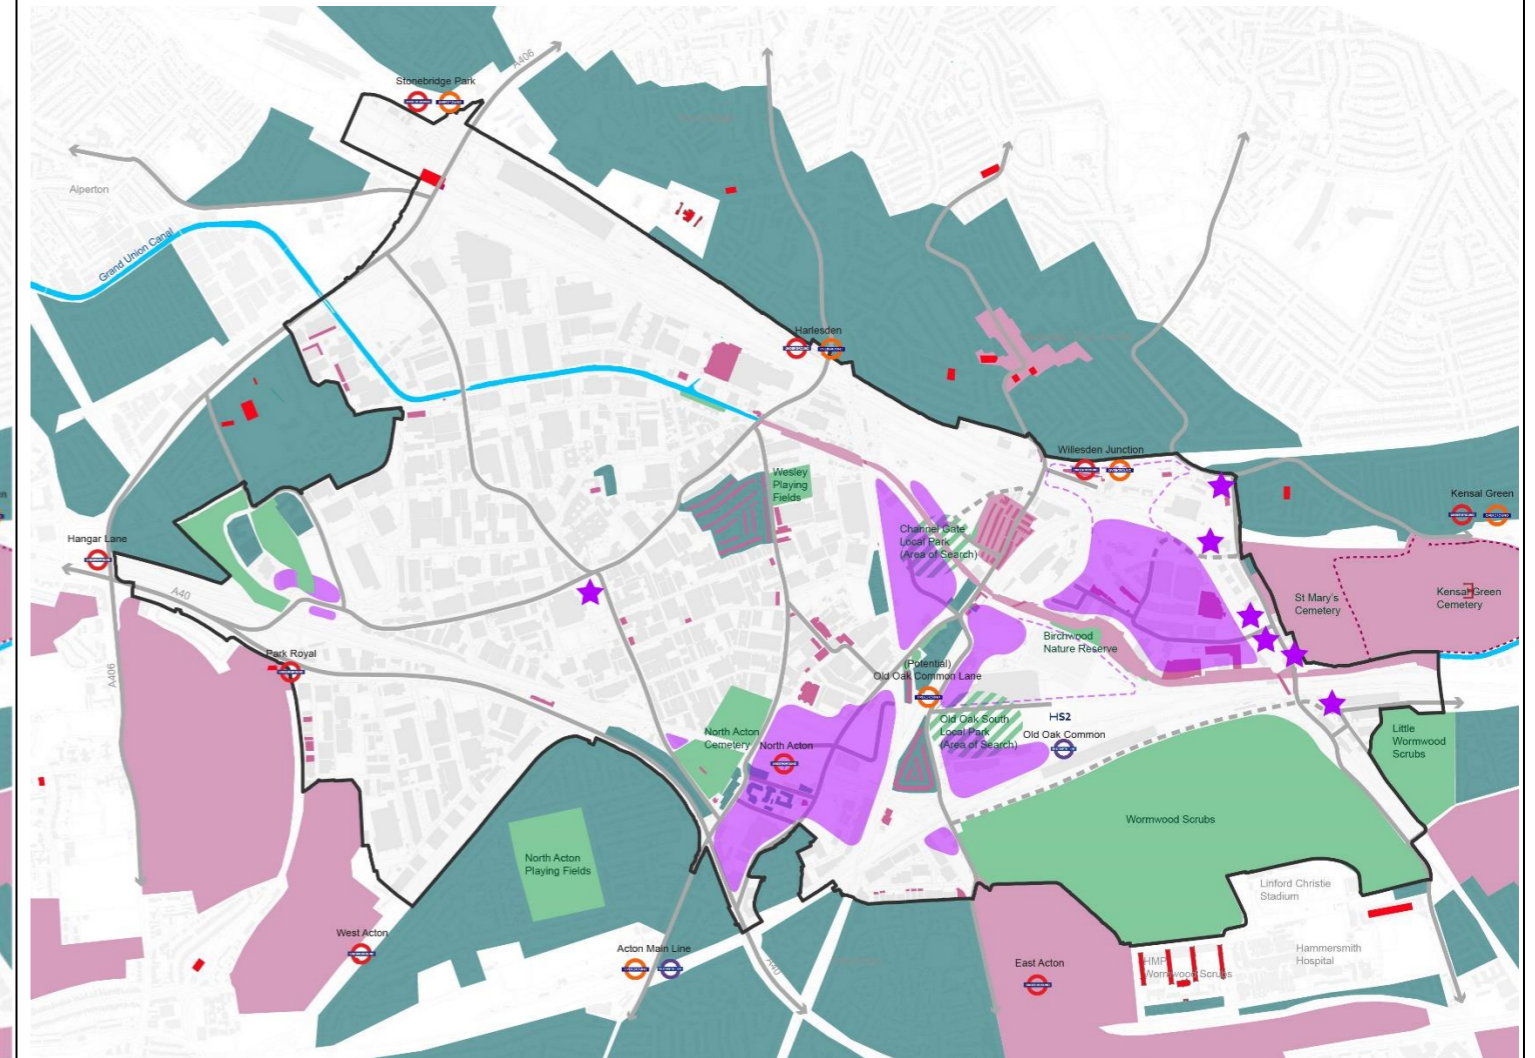 A406
Stonebridge Park
Alperton
Grand Union Canal
Harlesden
Willesden Junction
Wesley
Playing
Fields
Kensal Green
Hangar Lane
Channel Gate
Local Park
(Area of Search)
A40
St Mary's
Cemetery
Kensal Green
Cemetery
Birchwood
Nature Reserve
Park Royal
A406
(Potential)
Old Oak Common Lane
HS2
Old Oak Common
Old Oak South
Local Park
(Area of Search)
North Acton
Cemetery
North Acton
Little
Wormwood
Scrubs
Wormwood Scrubs
North Acton
Playing Fields
Linford Christie
Stadium
West Acton
Acton Main Line
A40
East Acton
HMP
Wormwood Scrubs
Hammersmith
Hospital